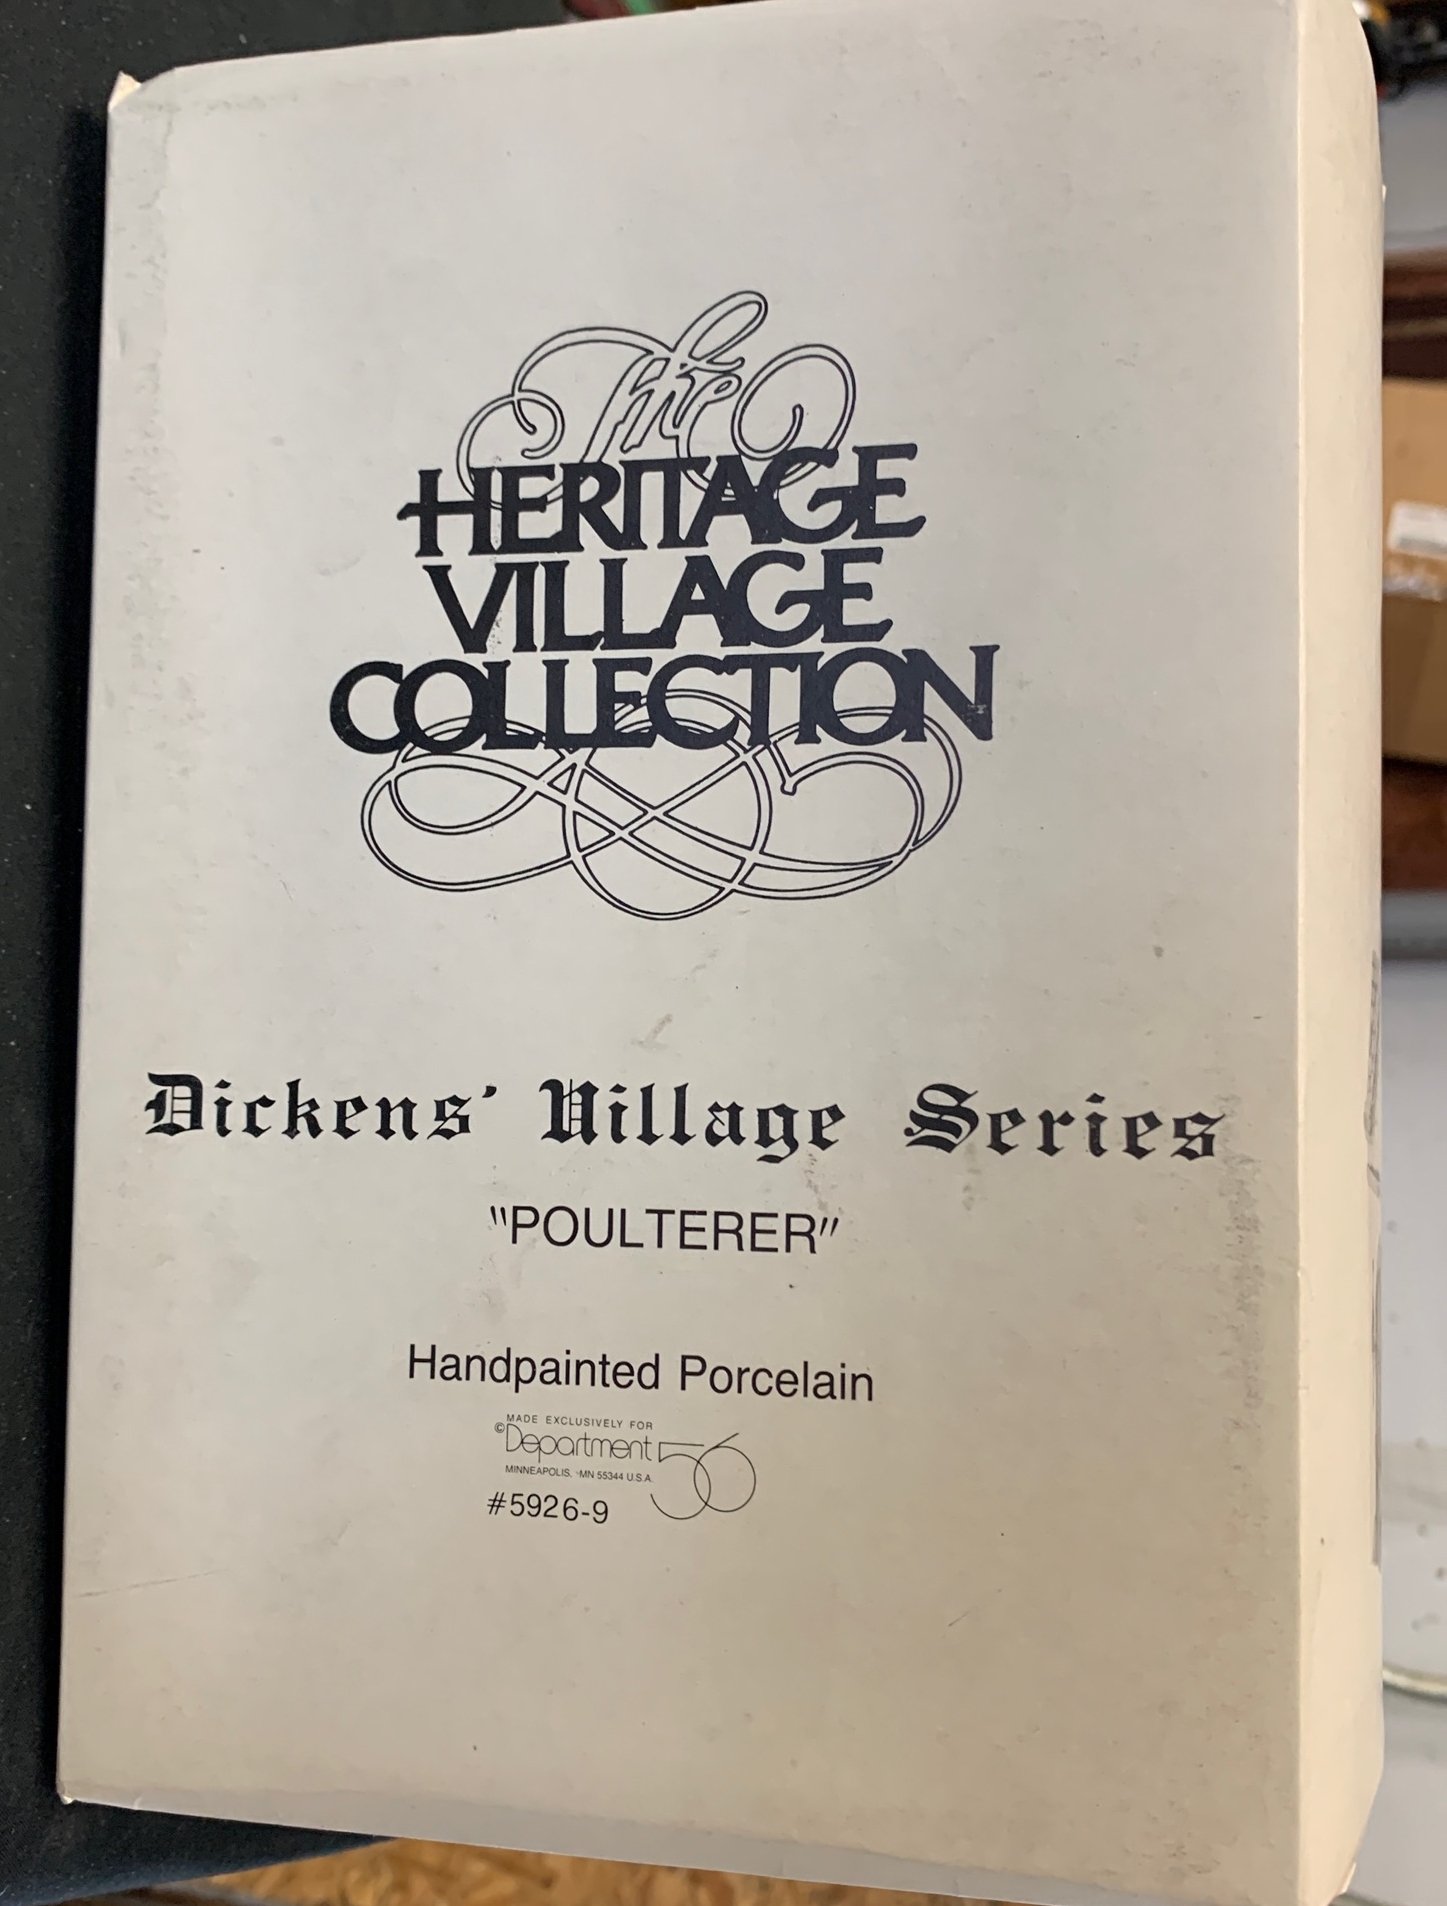 The
HERITAGE
VILLAGE
COLLECTION
Dickens' Village Series
"POULTERER"
Handpainted Porcelain
MADE EXCLUSIVELY FOR
© Department 56
MINNEAPOLIS, MN 55344 U.S.A.
#5926-9